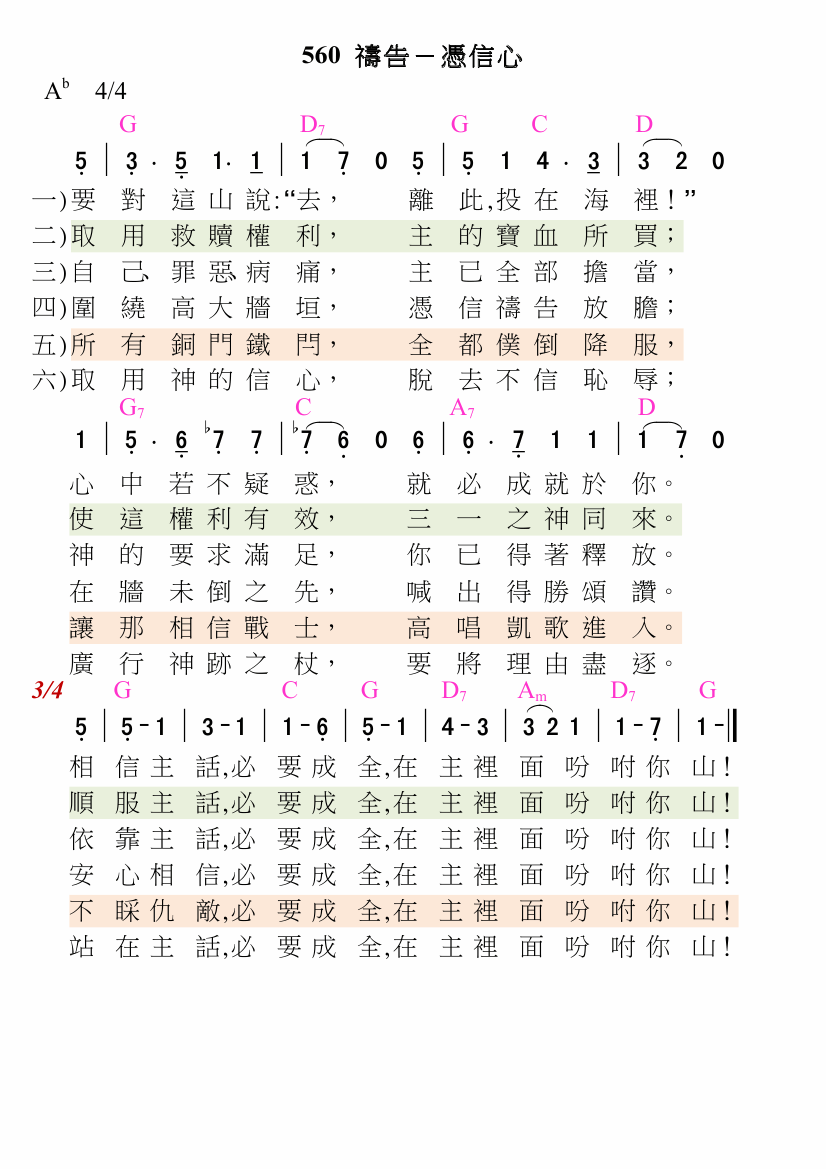 560 禱告－憑信心
A♭ 4/4
G D7 G C D
5 | 3 · 5 1· 1 | 1 7 0 5 | 5 1 4 · 3 | 3 2 0
一)要對這山說:“去， 離此,投在海裡!”
二)取用救贖權利， 主的寶血所買；
三)自己、罪惡、病痛， 主已全部擔當，
四)圍繞高大牆垣， 憑信禱告放膽；
五)所有銅門鐵閂， 全都僕倒降服，
六)取用神的信心， 脫去不信恥辱；
G7 C A7 D
1 | 5 · 6 ♭7 7 | ♭7 6 0 6 | 6 · 7 1 1 | 1 7 0
心中若不疑惑， 就必成就於你。
使這權利有效， 三一之神同來。
神的要求滿足， 你已得著釋放。
在牆未倒之先， 喊出得勝頌讚。
讓那相信戰士， 高唱凱歌進入。
廣行神跡之杖， 要將理由盡逐。
3/4 G C G D7 Am D7 G
5 | 5 - 1 | 3 - 1 | 1 - 6 | 5 - 1 | 4 - 3 | 3 2 1 | 1 - 7 | 1 - ‖
相信主話,必要成全,在主裡面吩咐你山!
順服主話,必要成全,在主裡面吩咐你山!
依靠主話,必要成全,在主裡面吩咐你山!
安心相信,必要成全,在主裡面吩咐你山!
不睬仇敵,必要成全,在主裡面吩咐你山!
站在主話,必要成全,在主裡面吩咐你山!